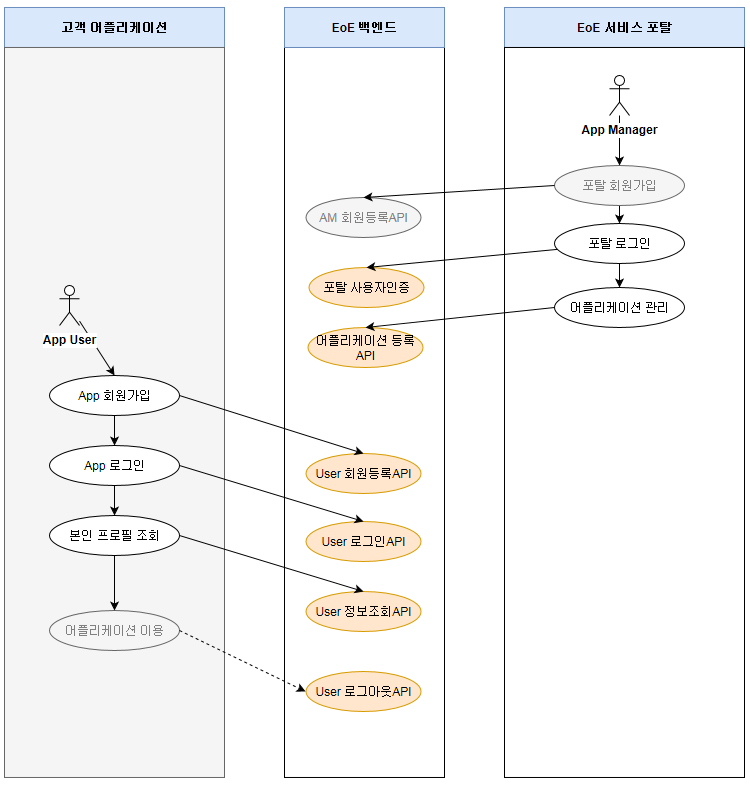 고객 어플리케이션
EoE 백엔드
EoE 서비스 포탈
App Manager
포탈 회원가입
AM 회원등록API
포탈 로그인
포탈 사용자인증
어플리케이션 관리
어플리케이션 등록
API
App User
App 회원가입
App 로그인
User 회원등록API
본인 프로필 조회
User 로그인API
User 정보조회API
어플리케이션 이용
User 로그아웃API